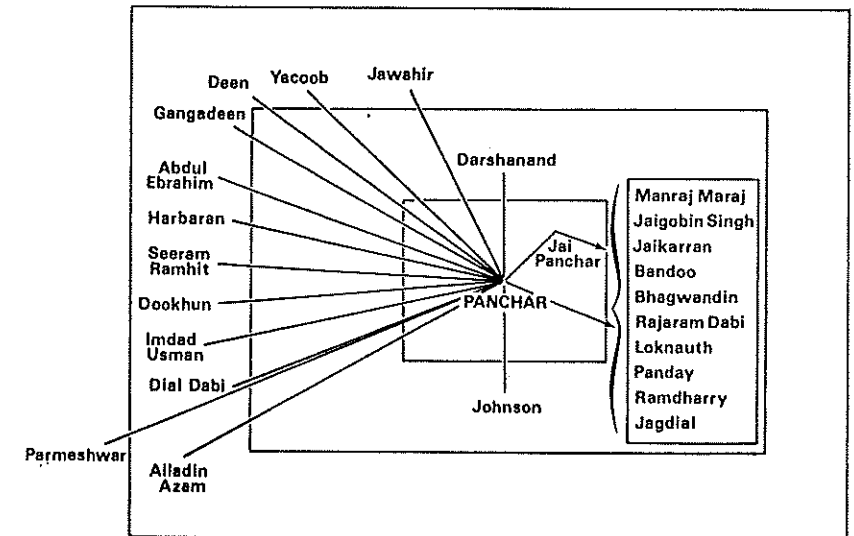 Deen
Yacoob
Jawahir
Gangadeen
Darshanand
Abdul
Ebrahim
Harbaran
Seeram
Ramhit
Dookhun
Imdad
Usman
Dial Dabi
Parmeshwar
Alladin
Azam
Jai
Panchar
PANCHAR
Johnson
Manraj Maraj
Jaigobin Singh
Jaikarran
Bandoo
Bhagwandin
Rajaram Dabi
Loknauth
Panday
Ramdharry
Jagdial